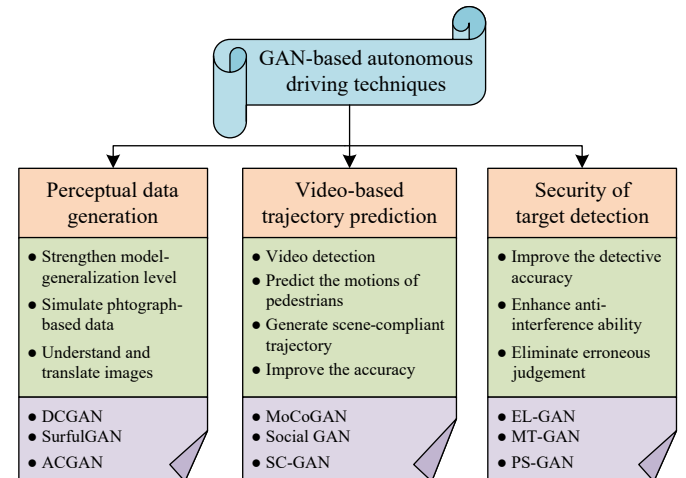 GAN-based autonomous
driving techniques
Perceptual data
generation
● Strengthen model-
generalization level
● Simulate phtograph-
based data
● Understand and
translate images
● DCGAN
● SurfulGAN
● ACGAN
Video-based
trajectory prediction
● Video detection
● Predict the motions of
pedestrians
● Generate scene-compliant
trajectory
● Improve the accuracy
● MoCoGAN
● Social GAN
● SC-GAN
Security of
target detection
● Improve the detective
accuracy
● Enhance anti-
interference ability
● Eliminate erroneous
judgement
● EL-GAN
● MT-GAN
● PS-GAN